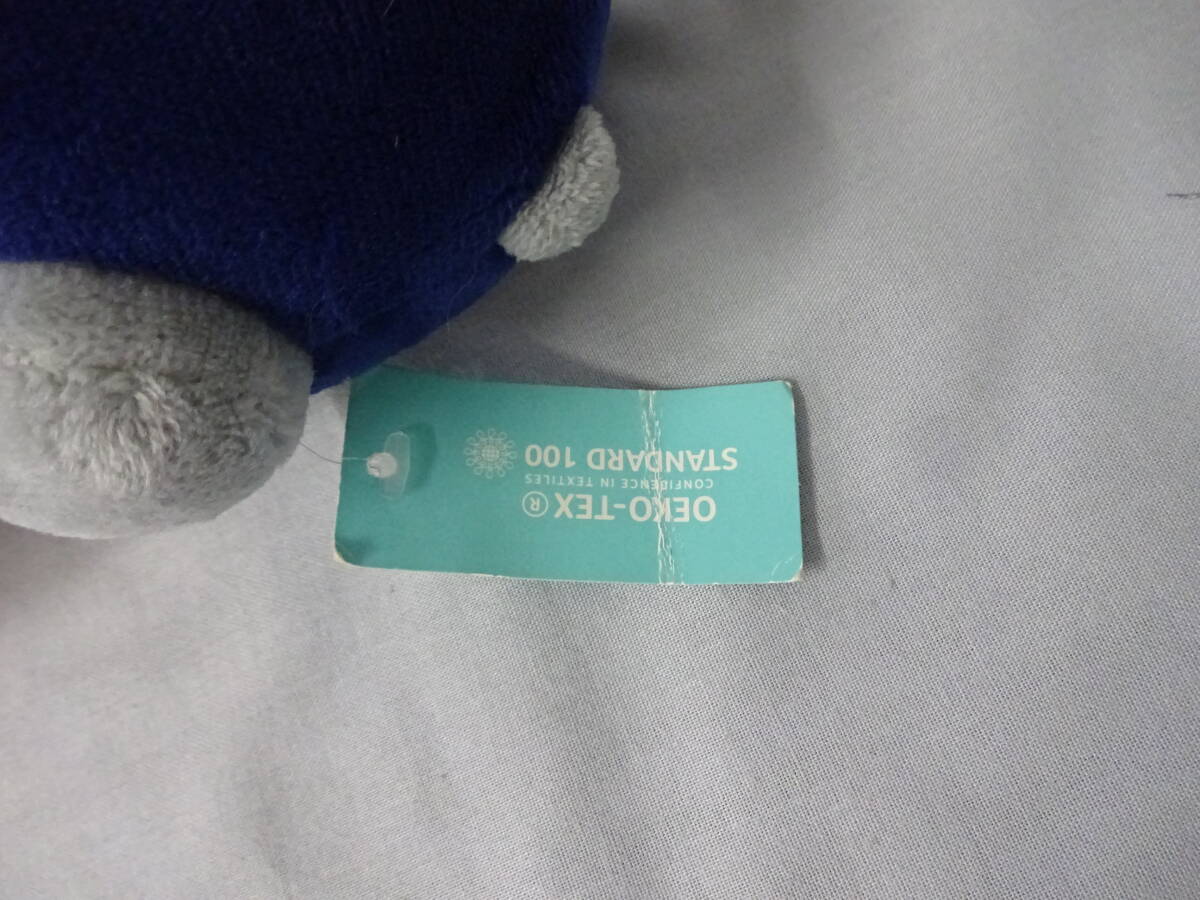 OEKO-TEX®
CONFIDENCE IN TEXTILES
STANDARD 100